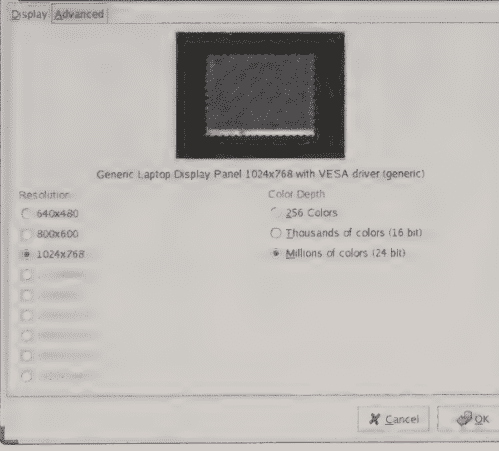 Display Advanced
Generic Laptop Display Panel 1024x768 with VESA driver (generic)
Resolution
640x480
800x600
1024x768
Color Depth
256 Colors
Thousands of colors (16 bit)
Millions of colors (24 bit)
Cancel OK